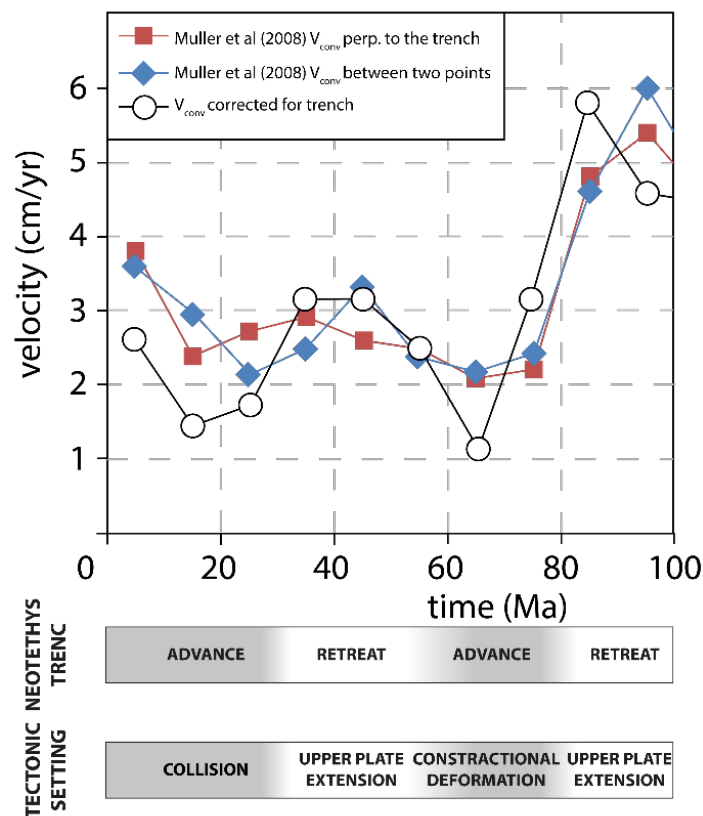 Muller et al (2008) Vconv perp. to the trench
Muller et al (2008) Vconv between two points
Vconv corrected for trench
velocity (cm/yr)
6
5
4
3
2
1
0 20 40 60 80 100
time (Ma)
NEOTETHYS
TRENC
ADVANCE RETREAT ADVANCE RETREAT
TECTONIC
SETTING
COLLISION
UPPER PLATE
EXTENSION
CONSTRACTIONAL
DEFORMATION
UPPER PLATE
EXTENSION